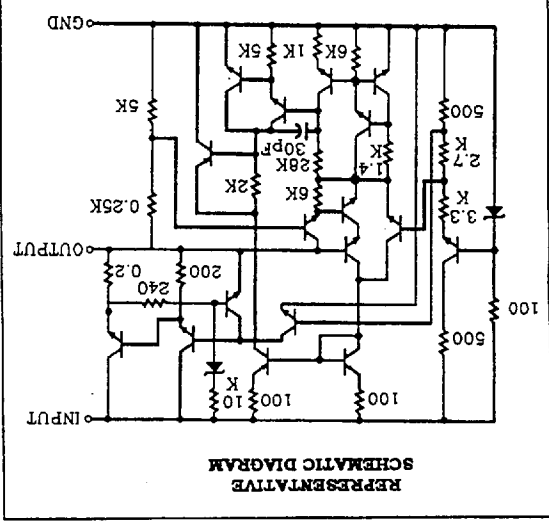 REPRESENTATIVE
SCHEMATIC DIAGRAM
INPUT
100
100
10
K
500
100
240
200
0.2
OUTPUT
3.3
K
6K
2K
0.25K
2.7
K
1.4
K
28K
30pF
500
5K
6K
1K
5K
GND